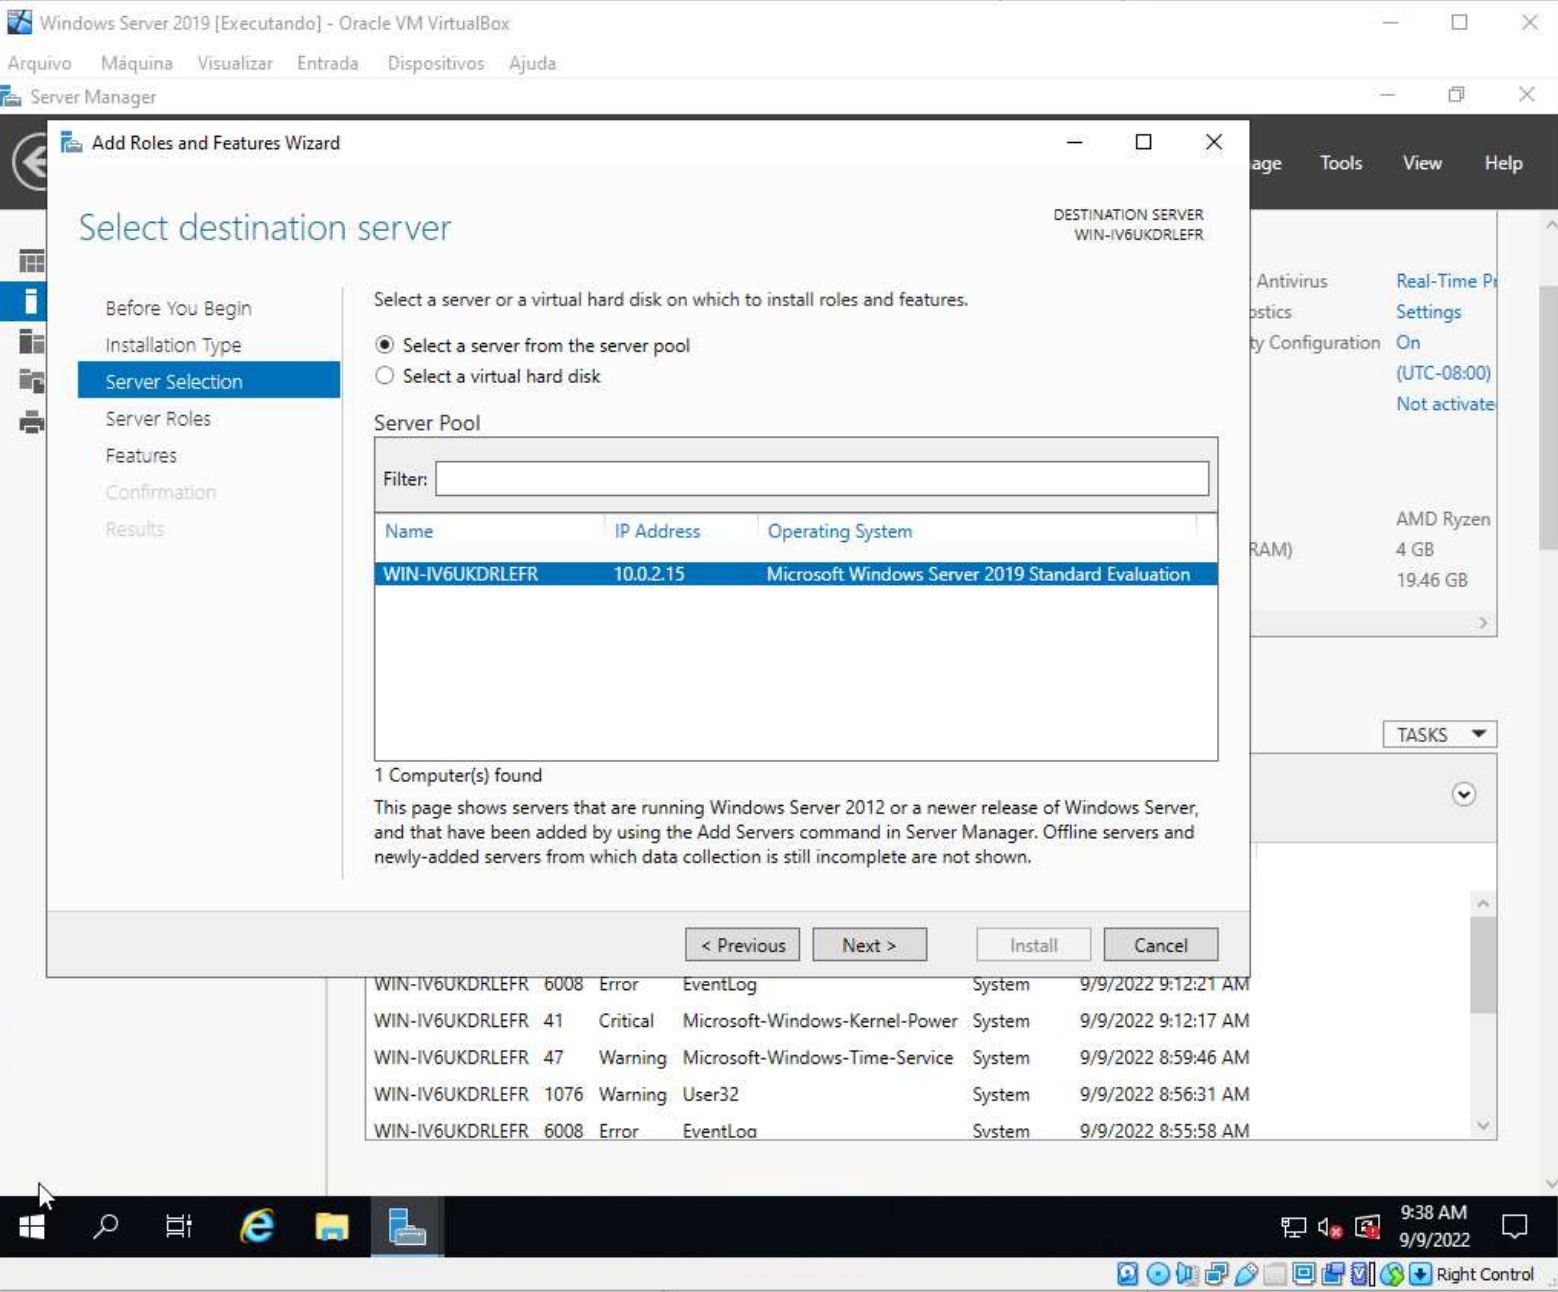 Windows Server 2019 [Executando] - Oracle VM VirtualBox
Arquivo Máquina Visualizar Entrada Dispositivos Ajuda
Server Manager
Add Roles and Features Wizard
age Tools View Help
Select destination server
DESTINATION SERVER
WIN-IV6UKDRLEFR
Before You Begin
Installation Type
Server Selection
Server Roles
Features
Confirmation
Results
Select a server or a virtual hard disk on which to install roles and features.
Select a server from the server pool
Select a virtual hard disk
Server Pool
Filter:
Name IP Address Operating System
WIN-IV6UKDRLEFR 10.0.2.15 Microsoft Windows Server 2019 Standard Evaluation
1 Computer(s) found
This page shows servers that are running Windows Server 2012 or a newer release of Windows Server,
and that have been added by using the Add Servers command in Server Manager. Offline servers and
newly-added servers from which data collection is still incomplete are not shown.
< Previous Next > Install Cancel
Antivirus Real-Time Pr
ostics Settings
ty Configuration On
(UTC-08:00)
Not activate
AMD Ryzen
RAM) 4 GB
19.46 GB
TASKS
WIN-IV6UKDRLEFR 6008 Error EventLog System 9/9/2022 9:12:21 AM
WIN-IV6UKDRLEFR 41 Critical Microsoft-Windows-Kernel-Power System 9/9/2022 9:12:17 AM
WIN-IV6UKDRLEFR 47 Warning Microsoft-Windows-Time-Service System 9/9/2022 8:59:46 AM
WIN-IV6UKDRLEFR 1076 Warning User32 System 9/9/2022 8:56:31 AM
WIN-IV6UKDRLEFR 6008 Error EventLog System 9/9/2022 8:55:58 AM
9:38 AM
9/9/2022
Right Control